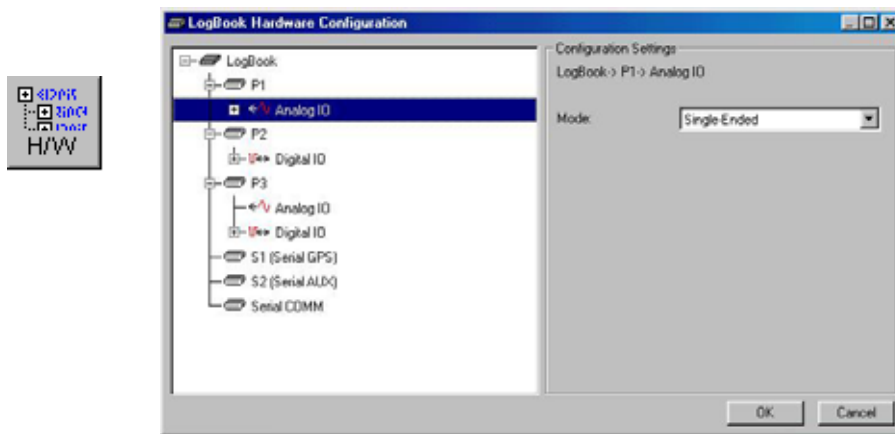 H/W
LogBook Hardware Configuration
LogBook
P1
Analog IO
P2
Digital IO
P3
Analog IO
Digital IO
S1 (Serial GPS)
S2 (Serial AUX)
Serial COMM
Configuration Settings
LogBook-> P1-> Analog IO
Mode: Single-Ended
OK Cancel